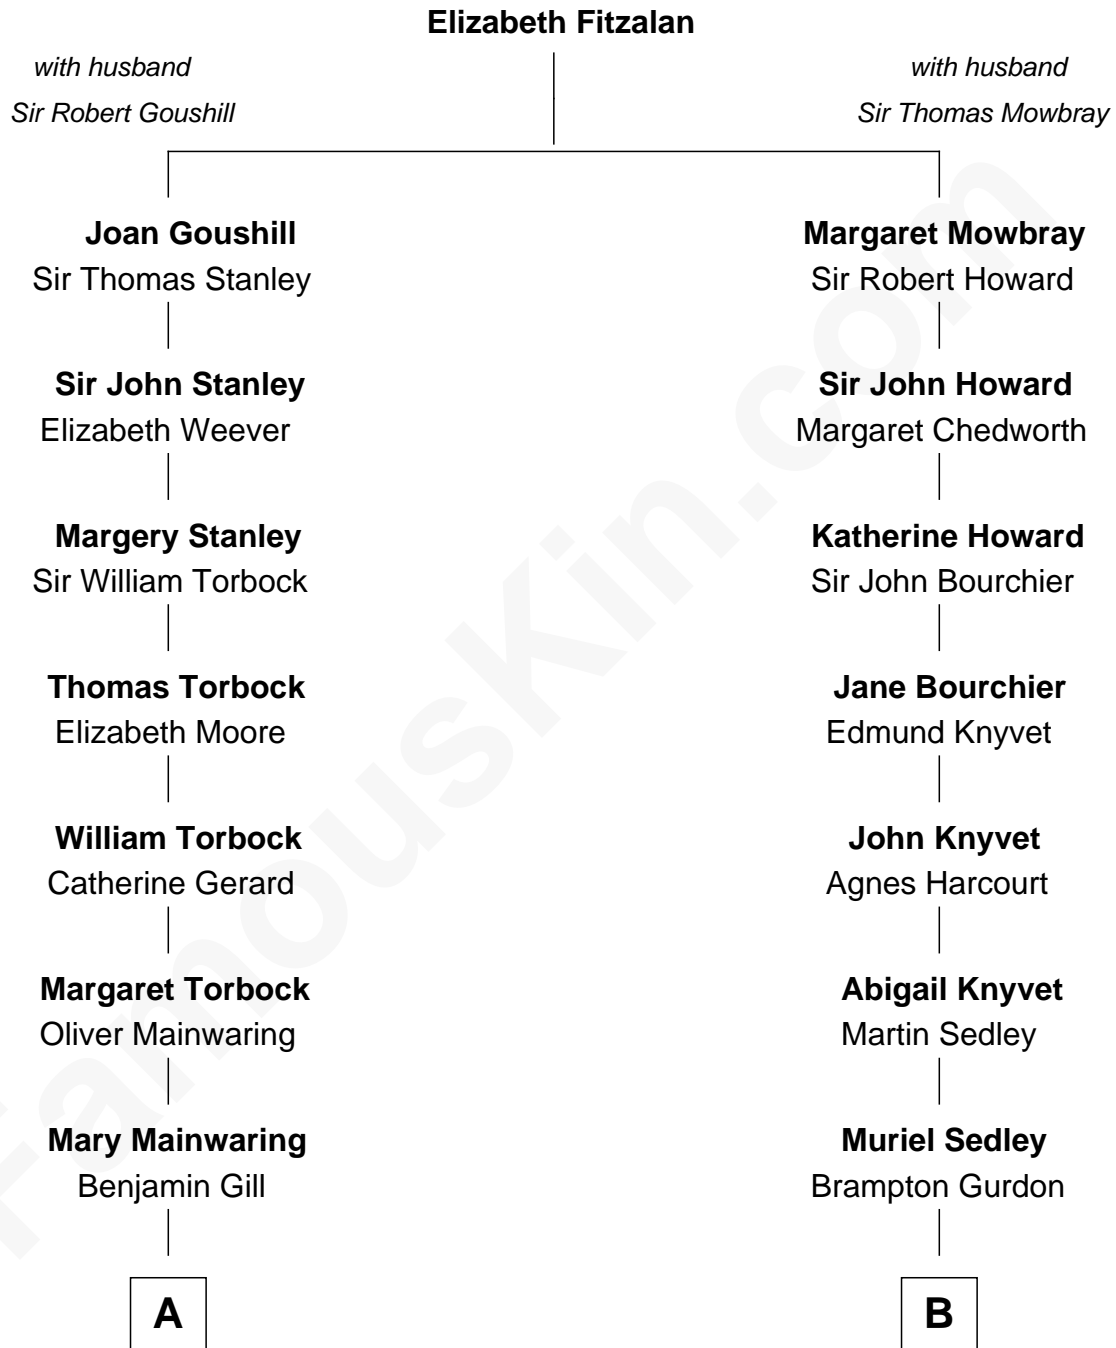 Elizabeth Fitzalan
with husband
Sir Robert Goushill
with husband
Sir Thomas Mowbray
Joan Goushill
Sir Thomas Stanley
Margaret Mowbray
Sir Robert Howard
Sir John Stanley
Elizabeth Weever
Sir John Howard
Margaret Chedworth
Margery Stanley
Sir William Torbock
Katherine Howard
Sir John Bourchier
Thomas Torbock
Elizabeth Moore
Jane Bourchier
Edmund Knyvet
William Torbock
Catherine Gerard
John Knyvet
Agnes Harcourt
Margaret Torbock
Oliver Mainwaring
Abigail Knyvet
Martin Sedley
Mary Mainwaring
Benjamin Gill
Muriel Sedley
Brampton Gurdon
A
B
FamousKin.com